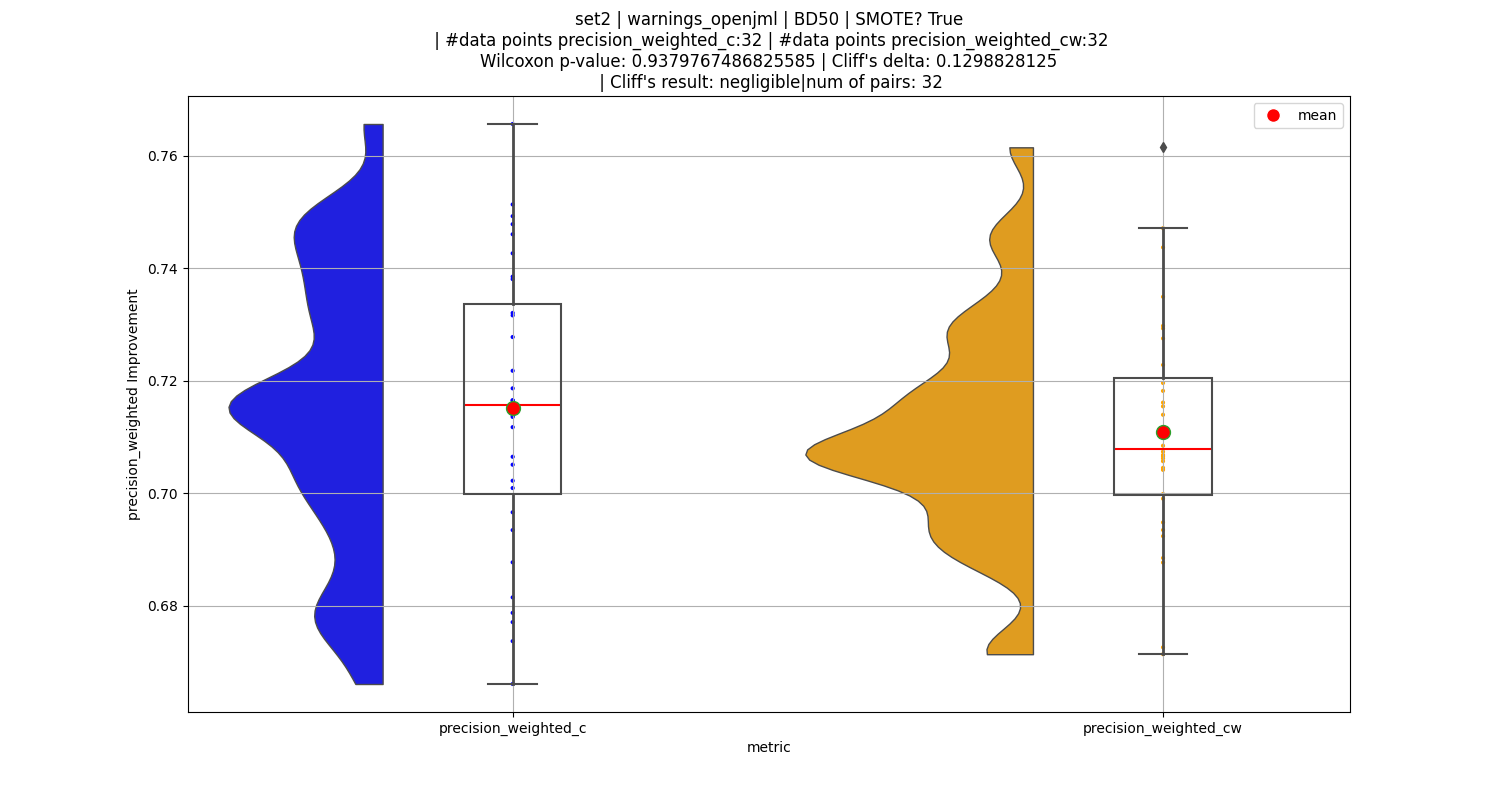 set2 | warnings_openjml | BD50 | SMOTE? True
| #data points precision_weighted_c:32 | #data points precision_weighted_cw:32
Wilcoxon p-value: 0.9379767486825585 | Cliff's delta: 0.1298828125
| Cliff's result: negligible|num of pairs: 32
mean
0.76
0.74
0.72
0.70
0.68
precision_weighted Improvement
precision_weighted_c
precision_weighted_cw
metric